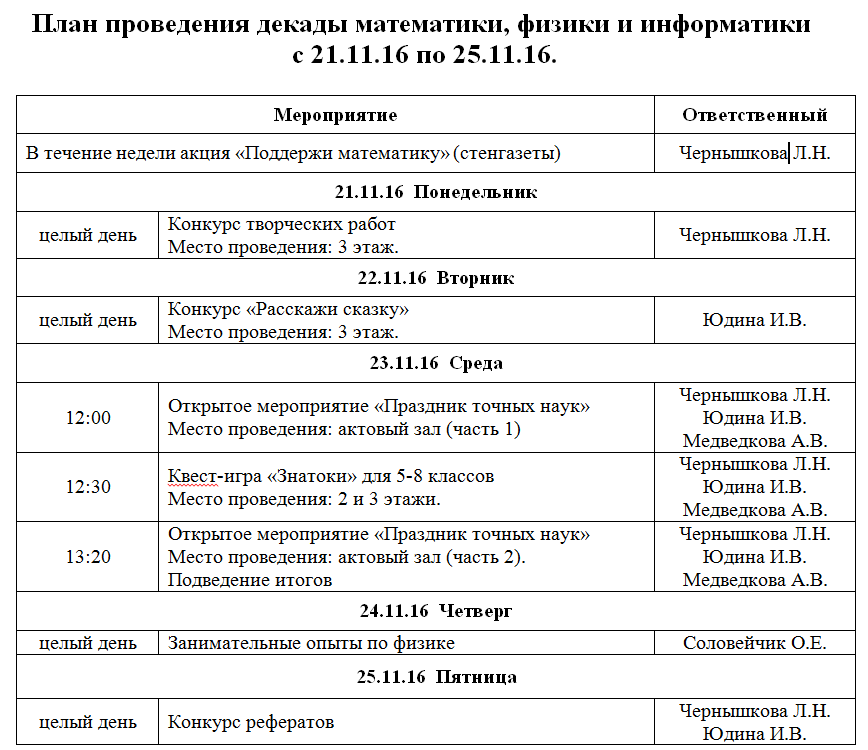 План проведения декады математики, физики и информатики
с 21.11.16 по 25.11.16.
Мероприятие Ответственный
В течение недели акция «Поддержи математику» (стенгазеты) Чернышкова Л.Н.
21.11.16 Понедельник
целый день Конкурс творческих работ Чернышкова Л.Н.
Место проведения: 3 этаж.
22.11.16 Вторник
целый день Конкурс «Расскажи сказку» Юдина И.В.
Место проведения: 3 этаж.
23.11.16 Среда
12:00 Открытое мероприятие «Праздник точных наук»
Место проведения: актовый зал (часть 1)
Чернышкова Л.Н.
Юдина И.В.
Медведкова А.В.
12:30 Квест-игра «Знатоки» для 5-8 классов
Место проведения: 2 и 3 этажи.
Чернышкова Л.Н.
Юдина И.В.
Медведкова А.В.
13:20 Открытое мероприятие «Праздник точных наук»
Место проведения: актовый зал (часть 2).
Подведение итогов
Чернышкова Л.Н.
Юдина И.В.
Медведкова А.В.
24.11.16 Четверг
целый день Занимательные опыты по физике Соловейчик О.Е.
25.11.16 Пятница
целый день Конкурс рефератов
Чернышкова Л.Н.
Юдина И.В.